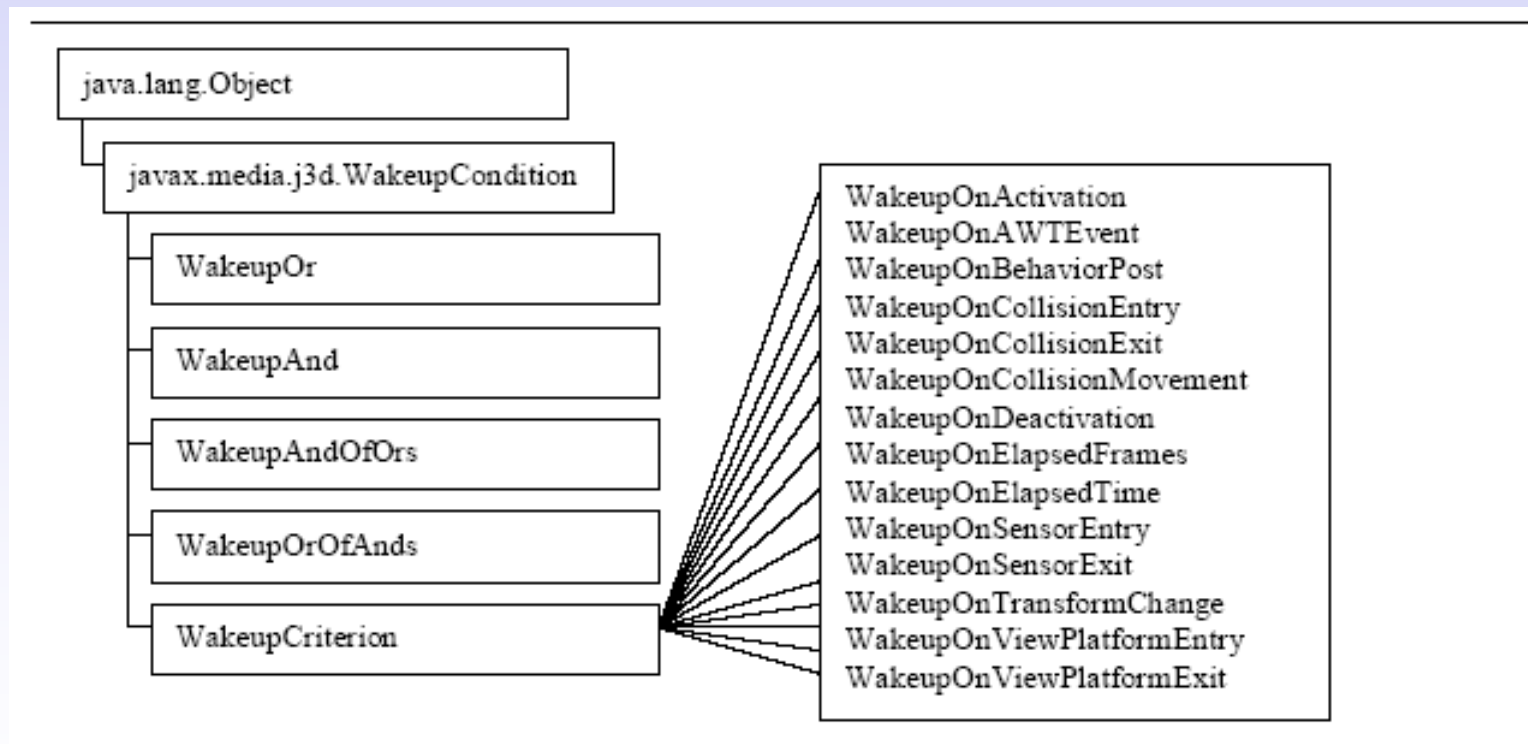 java.lang.Object
javax.media.j3d.WakeupCondition
WakeupOr
WakeupAnd
WakeupAndOfOrs
WakeupOrOfAnds
WakeupCriterion
WakeupOnActivation
WakeupOnAWTEvent
WakeupOnBehaviorPost
WakeupOnCollisionEntry
WakeupOnCollisionExit
WakeupOnCollisionMovement
WakeupOnDeactivation
WakeupOnElapsedFrames
WakeupOnElapsedTime
WakeupOnSensorEntry
WakeupOnSensorExit
WakeupOnTransformChange
WakeupOnViewPlatformEntry
WakeupOnViewPlatformExit